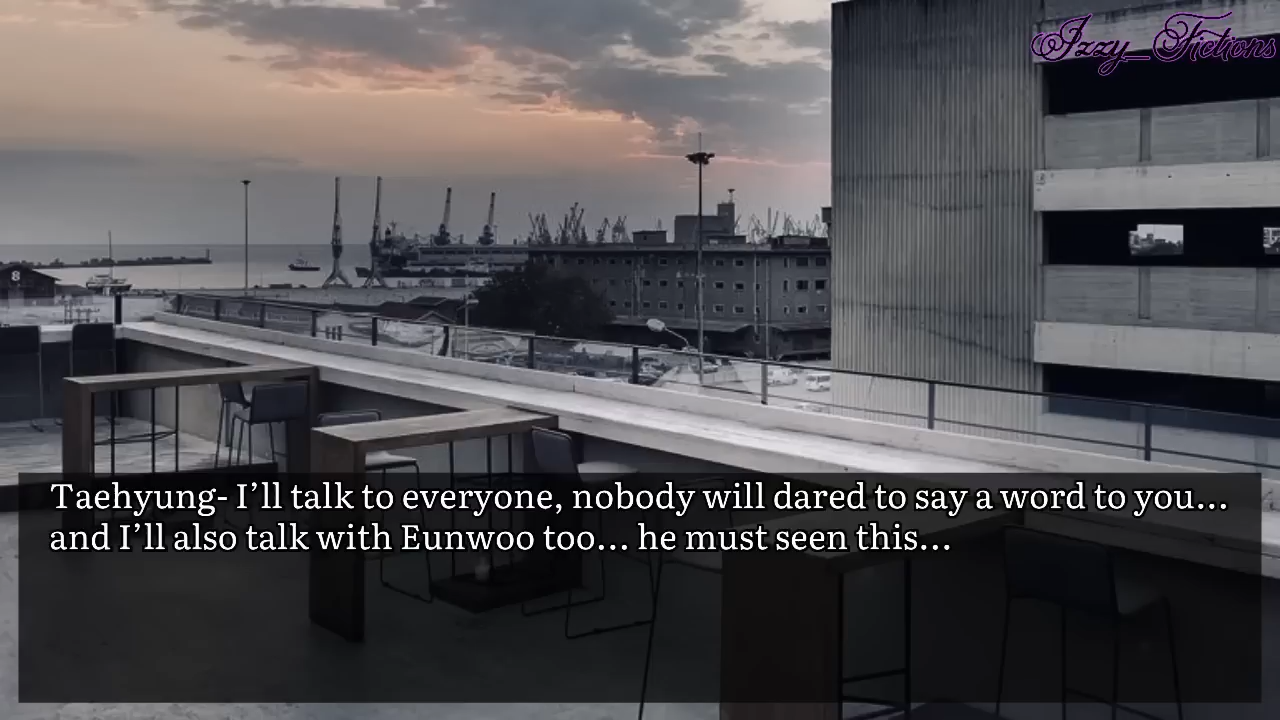 Izzy_Fictions
Taehyung- I’ll talk to everyone, nobody will dared to say a word to you...
and I’ll also talk with Eunwoo too... he must seen this...
8